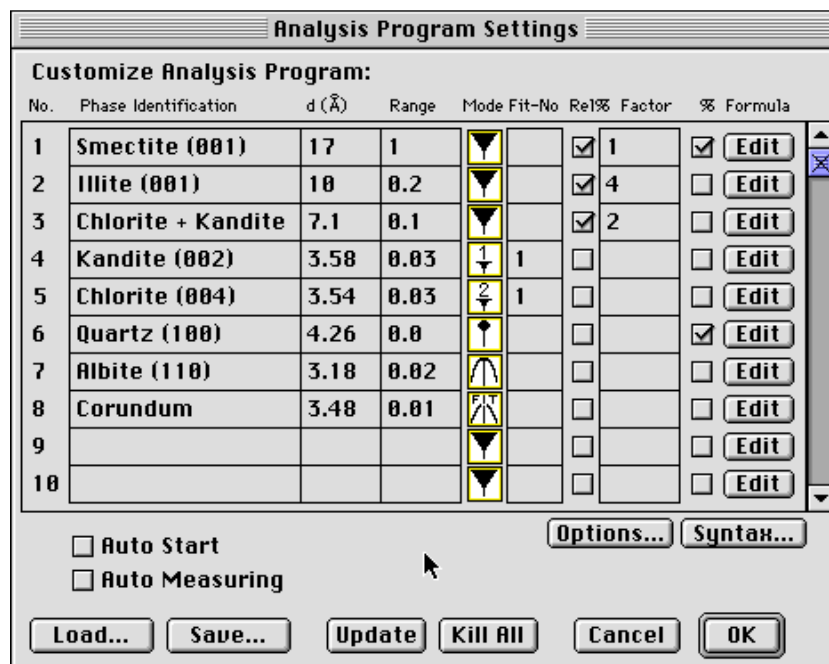 Analysis Program Settings
Customize Analysis Program:
No. Phase Identification d (Å) Range Mode Fit-No Rel% Factor % Formula
1 Smectite (001) 17 1 1 Edit
2 Illite (001) 10 0.2 4 Edit
3 Chlorite + Kandite 7.1 0.1 2 Edit
4 Kandite (002) 3.58 0.03 1 1 Edit
5 Chlorite (004) 3.54 0.03 2 1 Edit
6 Quartz (100) 4.26 0.0 Edit
7 Albite (110) 3.18 0.02 Edit
8 Corundum 3.48 0.01 FIT Edit
9 Edit
10 Edit
Options... Syntax...
Auto Start
Auto Measuring
Load... Save... Update Kill All Cancel OK